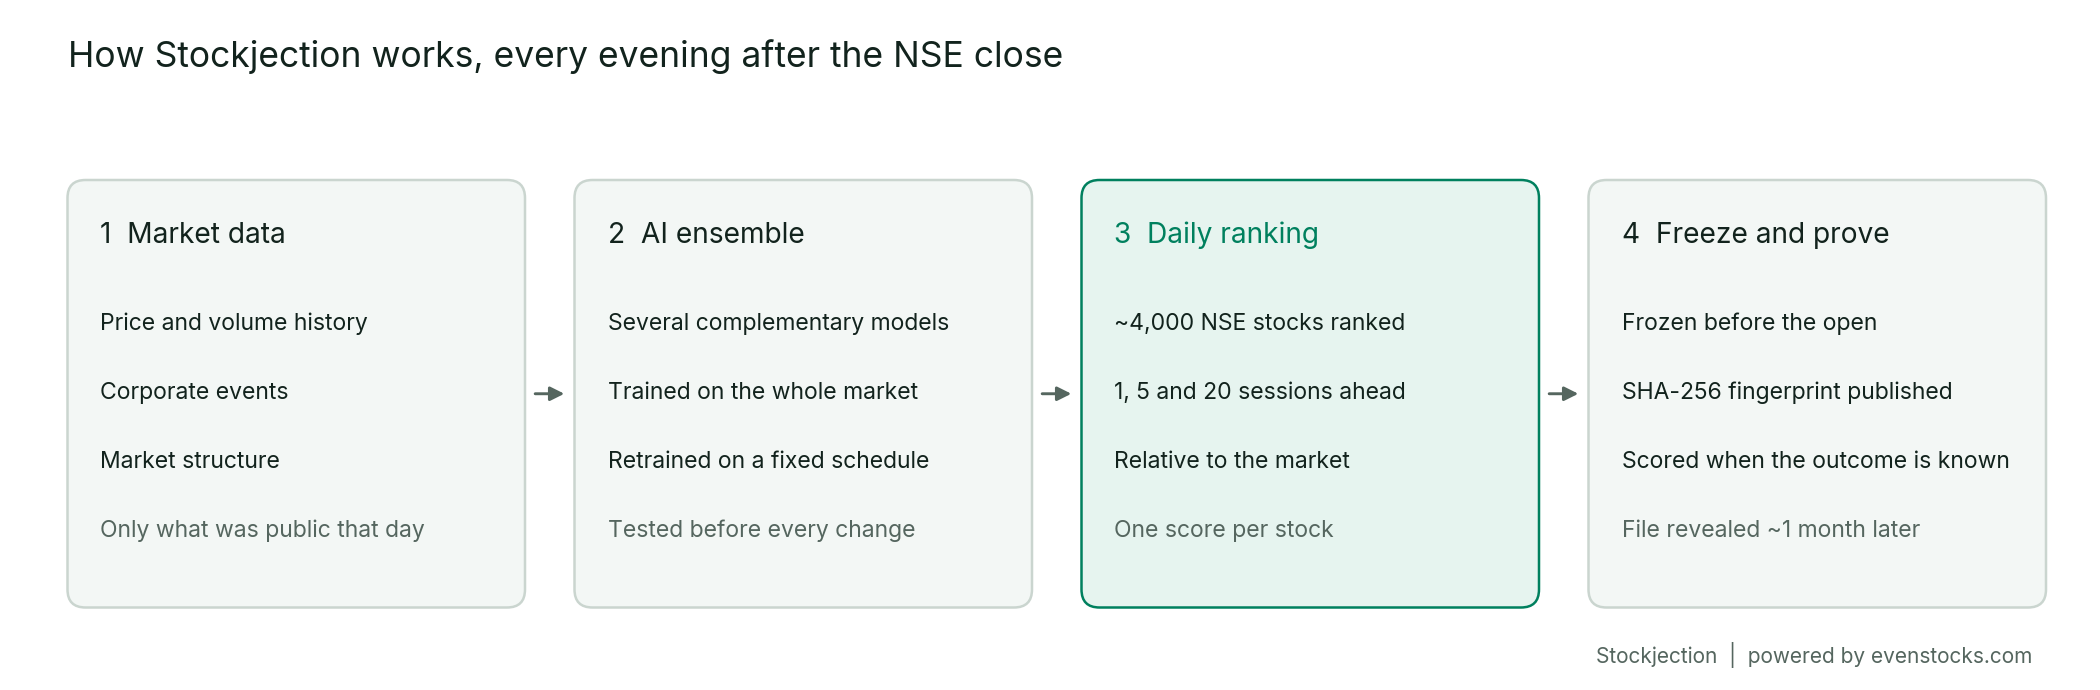 How Stockjection works, every evening after the NSE close
1 Market data
Price and volume history
Corporate events
Market structure
Only what was public that day
2 AI ensemble
Several complementary models
Trained on the whole market
Retrained on a fixed schedule
Tested before every change
3 Daily ranking
~4,000 NSE stocks ranked
1, 5 and 20 sessions ahead
Relative to the market
One score per stock
4 Freeze and prove
Frozen before the open
SHA-256 fingerprint published
Scored when the outcome is known
File revealed ~1 month later
Stockjection | powered by evenstocks.com